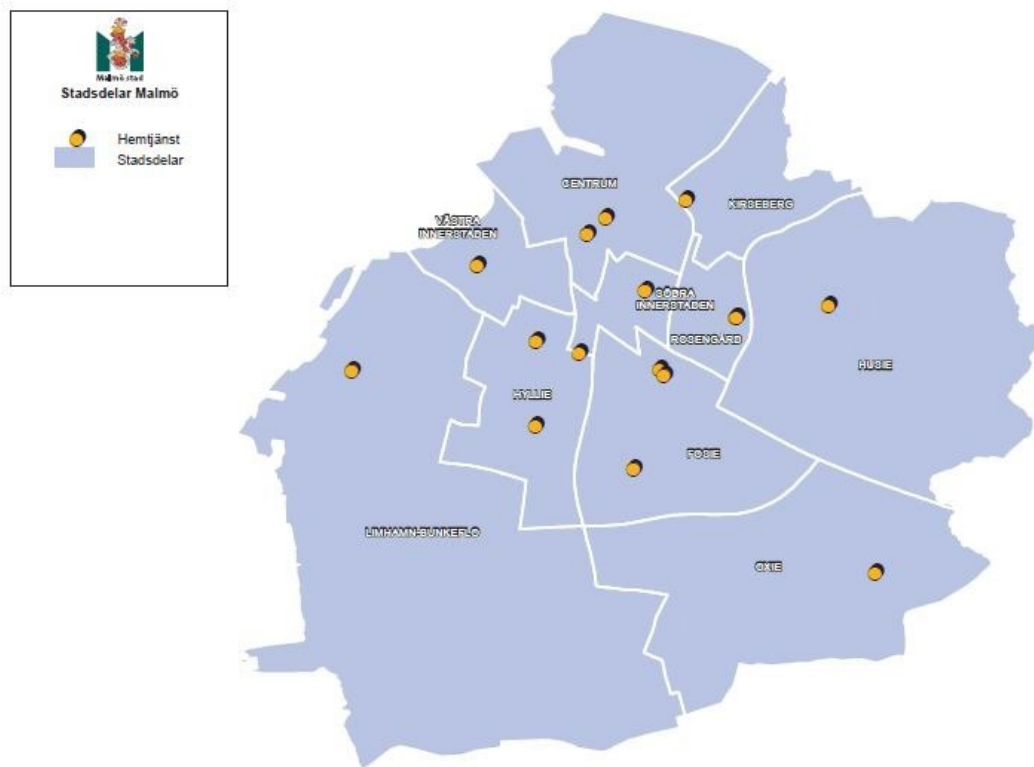 Malmö stad
Stadsdelar Malmö
Hemtjänst
Stadsdelar
CENTRUM
KIRSEBERG
VÄSTRA
INNERSTADEN
SÖDRA
INNERSTADEN
ROSENGÅRD
HUSIE
HYLLIE
FOSIE
LIMHAMN-BUNKEFLO
OXIE